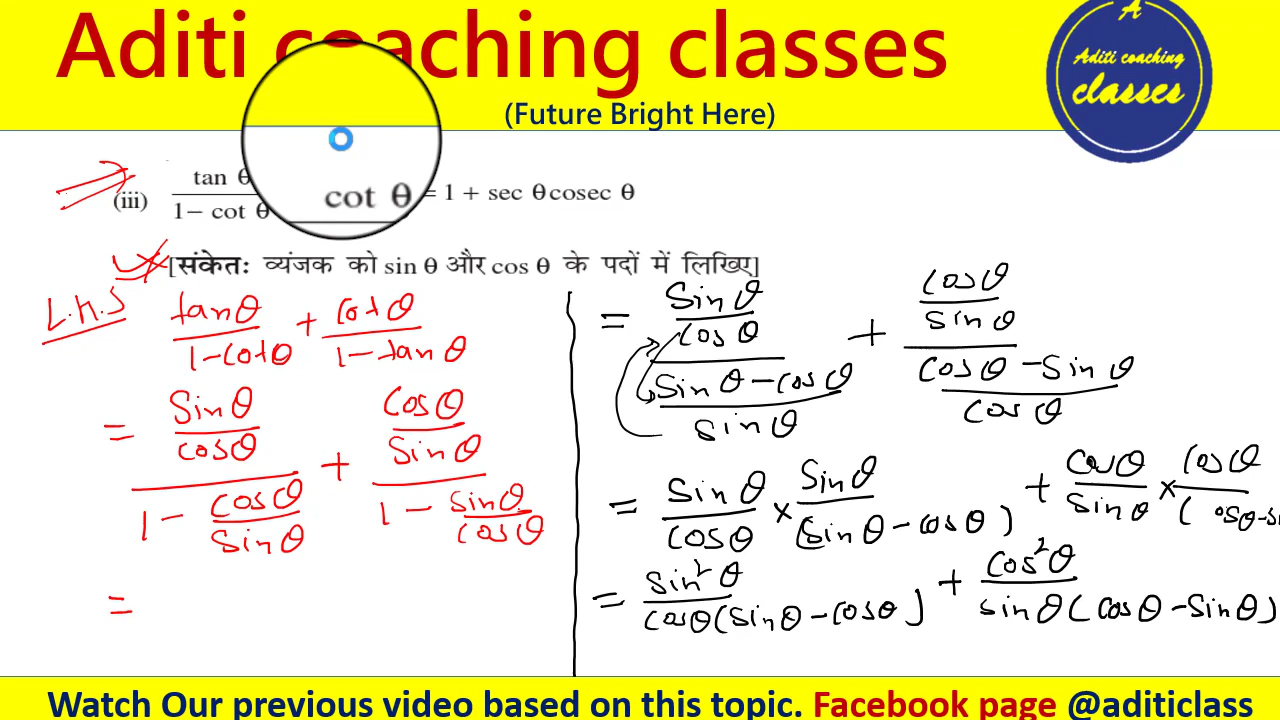 Aditi coaching classes
(Future Bright Here)
A
Aditi coaching
classes
(iii) tan θ / 1− cot θ cot θ = 1 + sec θ cosec θ
[संकेतः व्यंजक को sin θ और cos θ के पदों में लिखिए]
L.H.S tanθ / 1-cotθ + cotθ / 1-tanθ
= Sinθ/cosθ / 1 - cosθ/sinθ + cosθ/Sinθ / 1 - Sinθ/cosθ
=
= Sinθ/cosθ / Sinθ-cosθ/sinθ + cosθ/sinθ / cosθ-Sinθ/cosθ
= Sinθ/cosθ × Sinθ/(Sinθ-cosθ) + cosθ/Sinθ × cosθ/(cosθ-Si
= Sin²θ/cosθ(Sinθ-cosθ) + cos²θ/sinθ(cosθ-Sinθ)
Watch Our previous video based on this topic. Facebook page @aditiclass